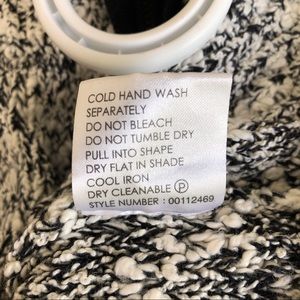 COLD HAND WASH
SEPARATELY
DO NOT BLEACH
DO NOT TUMBLE DRY
PULL INTO SHAPE
DRY FLAT IN SHADE
COOL IRON
DRY CLEANABLE Ⓟ
STYLE NUMBER : 00112469